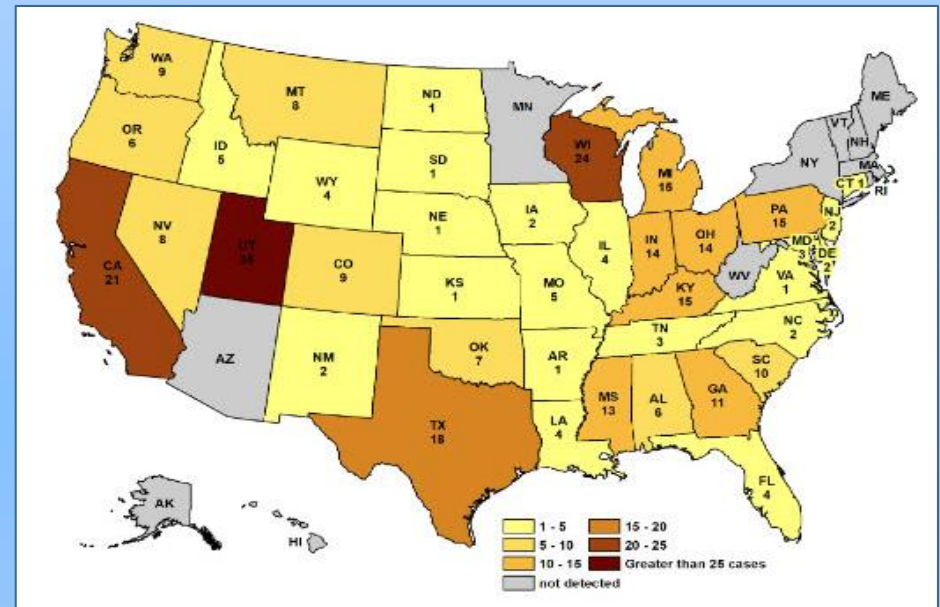 WA
9
MT
8
ND
1
MN
ME
OR
6
ID
5
SD
1
WI
24
VT
NH
NY
MA
WY
4
MI
15
CT 1
RI
NV
8
NE
1
IA
2
PA
15
NJ
2
UT
CA
21
CO
9
IL
4
IN
14
OH
14
MD
3
DE
2
WV
VA
1
KS
1
MO
5
KY
15
NC
2
TN
3
AZ
NM
2
OK
7
AR
1
SC
10
MS
13
AL
6
GA
11
TX
18
LA
4
FL
4
AK
HI
1 - 5
15 - 20
5 - 10
20 - 25
10 - 15
Greater than 25 cases
not detected